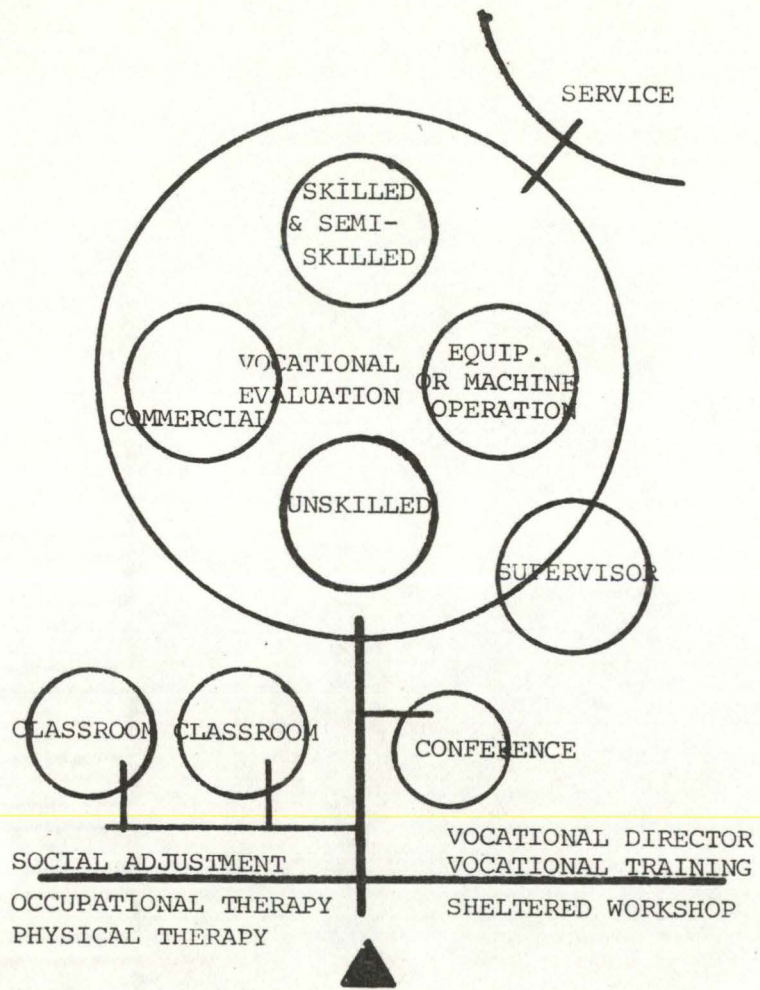 SERVICE
SKILLED
& SEMI-
SKILLED
VOCATIONAL
EVALUATION
EQUIP.
OR MACHINE
OPERATION
COMMERCIAL
UNSKILLED
SUPERVISOR
CLASSROOM
CLASSROOM
CONFERENCE
VOCATIONAL DIRECTOR
SOCIAL ADJUSTMENT
VOCATIONAL TRAINING
OCCUPATIONAL THERAPY
SHELTERED WORKSHOP
PHYSICAL THERAPY